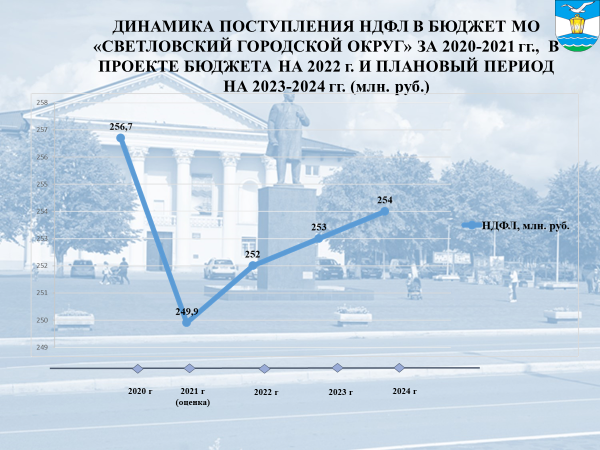 ДИНАМИКА ПОСТУПЛЕНИЯ НДФЛ В БЮДЖЕТ МО
«СВЕТЛОВСКИЙ ГОРОДСКОЙ ОКРУГ» ЗА 2020-2021 гг., В
ПРОЕКТЕ БЮДЖЕТА НА 2022 г. И ПЛАНОВЫЙ ПЕРИОД
НА 2023-2024 гг. (млн. руб.)
258
257
256
255
254
253
252
251
250
249
256,7
249,9
252
253
254
НДФЛ, млн. руб.
2020 г
2021 г
(оценка)
2022 г
2023 г
2024 г